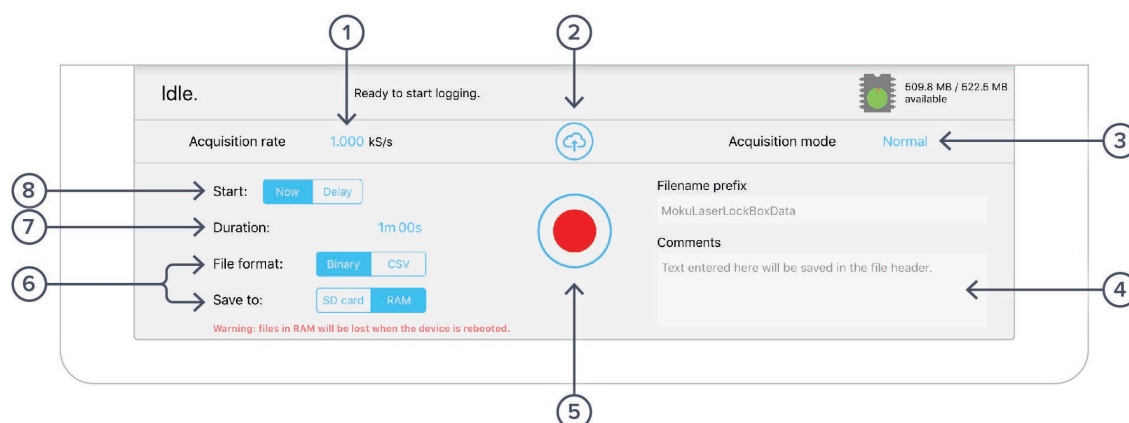 1
2
Idle.
Ready to start logging.
509.8 MB / 522.5 MB
available
Acquisition rate 1.000 kS/s
Acquisition mode Normal
3
8
Start: Now Delay
7
Duration: 1m 00s
6
File format: Binary CSV
Save to: SD card RAM
Warning: files in RAM will be lost when the device is rebooted.
Filename prefix
MokuLaserLockBoxData
Comments
Text entered here will be saved in the file header.
4
5